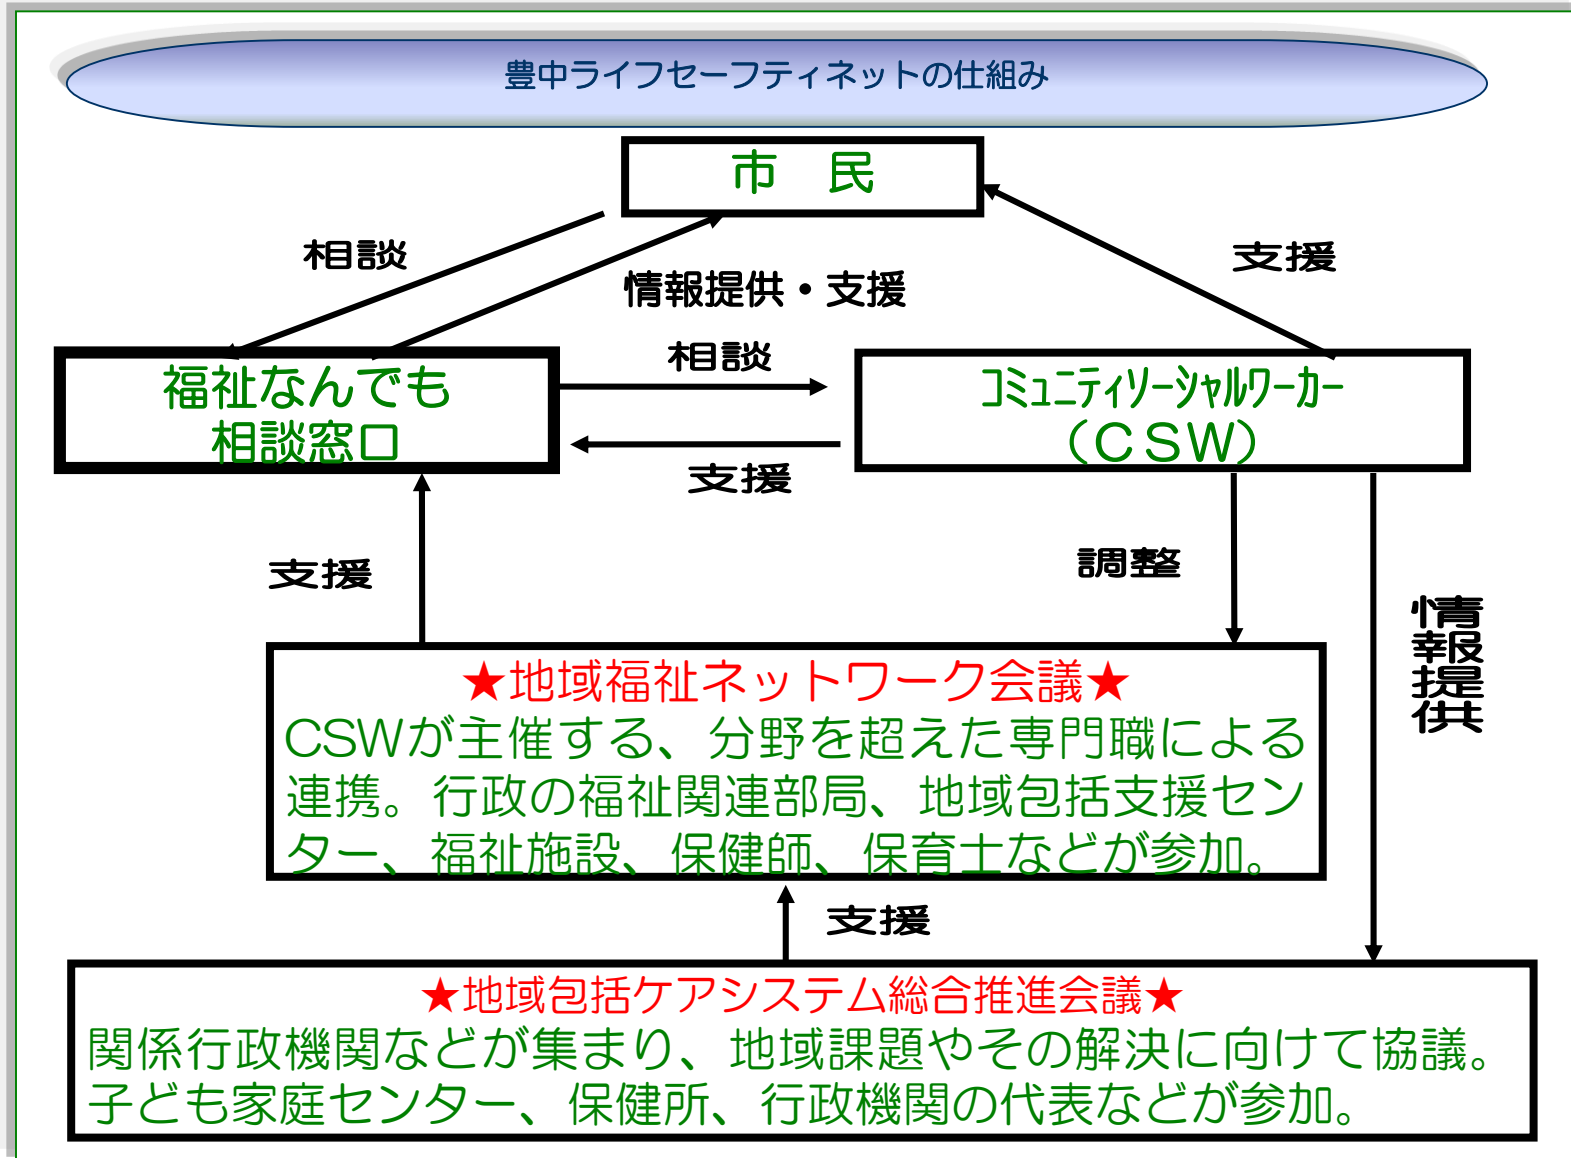 豊中ライフセーフティネットの仕組み
市　民
相談
支援
情報提供・支援
福祉なんでも
相談窓口
相談
支援
コミュニティソーシャルワーカー
（ＣＳＷ）
支援
調整
情報提供
★地域福祉ネットワーク会議★
CSWが主催する、分野を超えた専門職による
連携。行政の福祉関連部局、地域包括支援セン
ター、福祉施設、保健師、保育士などが参加。
支援
★地域包括ケアシステム総合推進会議★
関係行政機関などが集まり、地域課題やその解決に向けて協議。
子ども家庭センター、保健所、行政機関の代表などが参加。